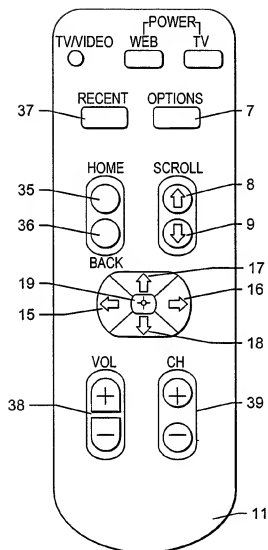 POWER
TV/VIDEO WEB TV
RECENT OPTIONS
37 7
HOME SCROLL
35 8
36 9
BACK
17
19 16
15
18
VOL CH
+ +
38 39
− −
11